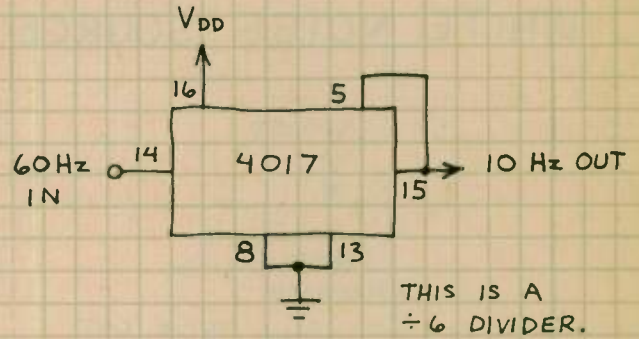 VDD
16
5
60Hz
IN
14
4017
10 Hz OUT
15
8
13
THIS IS A
÷6 DIVIDER.